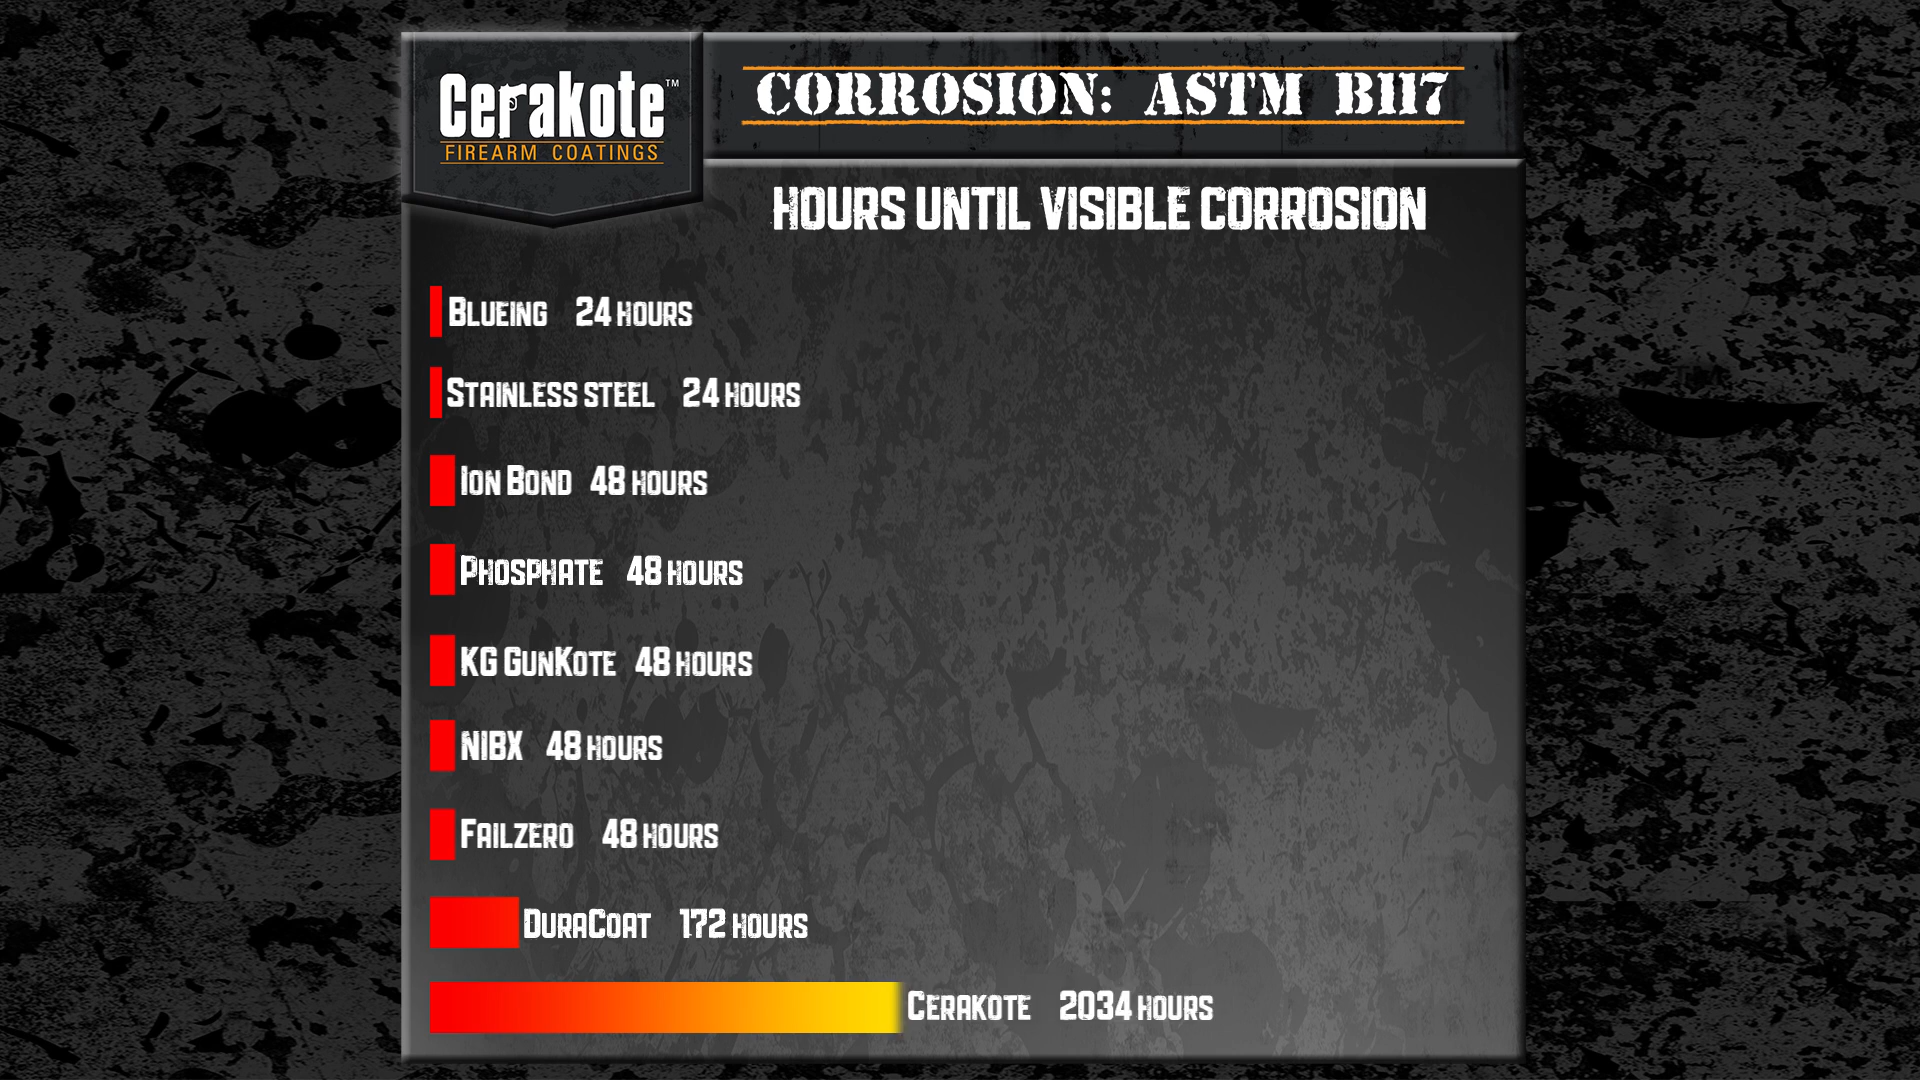 Cerakote™
FIREARM COATINGS
CORROSION: ASTM B117
HOURS UNTIL VISIBLE CORROSION
BLUEING 24 HOURS
STAINLESS STEEL 24 HOURS
ION BOND 48 HOURS
PHOSPHATE 48 HOURS
KG GUNKOTE 48 HOURS
NIBX 48 HOURS
FAILZERO 48 HOURS
DURACOAT 172 HOURS
CERAKOTE 2034 HOURS